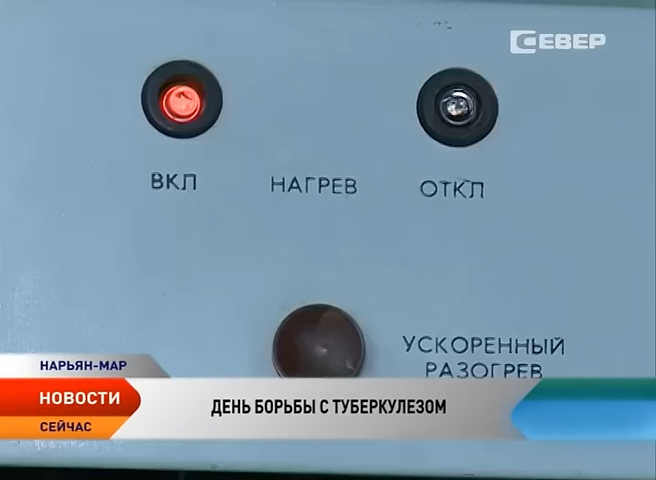 СЕВЕР
ВКЛ НАГРЕВ ОТКЛ
УСКОРЕННЫЙ
РАЗОГРЕВ
НАРЬЯН-МАР
НОВОСТИ
СЕЙЧАС
ДЕНЬ БОРЬБЫ С ТУБЕРКУЛЕЗОМ